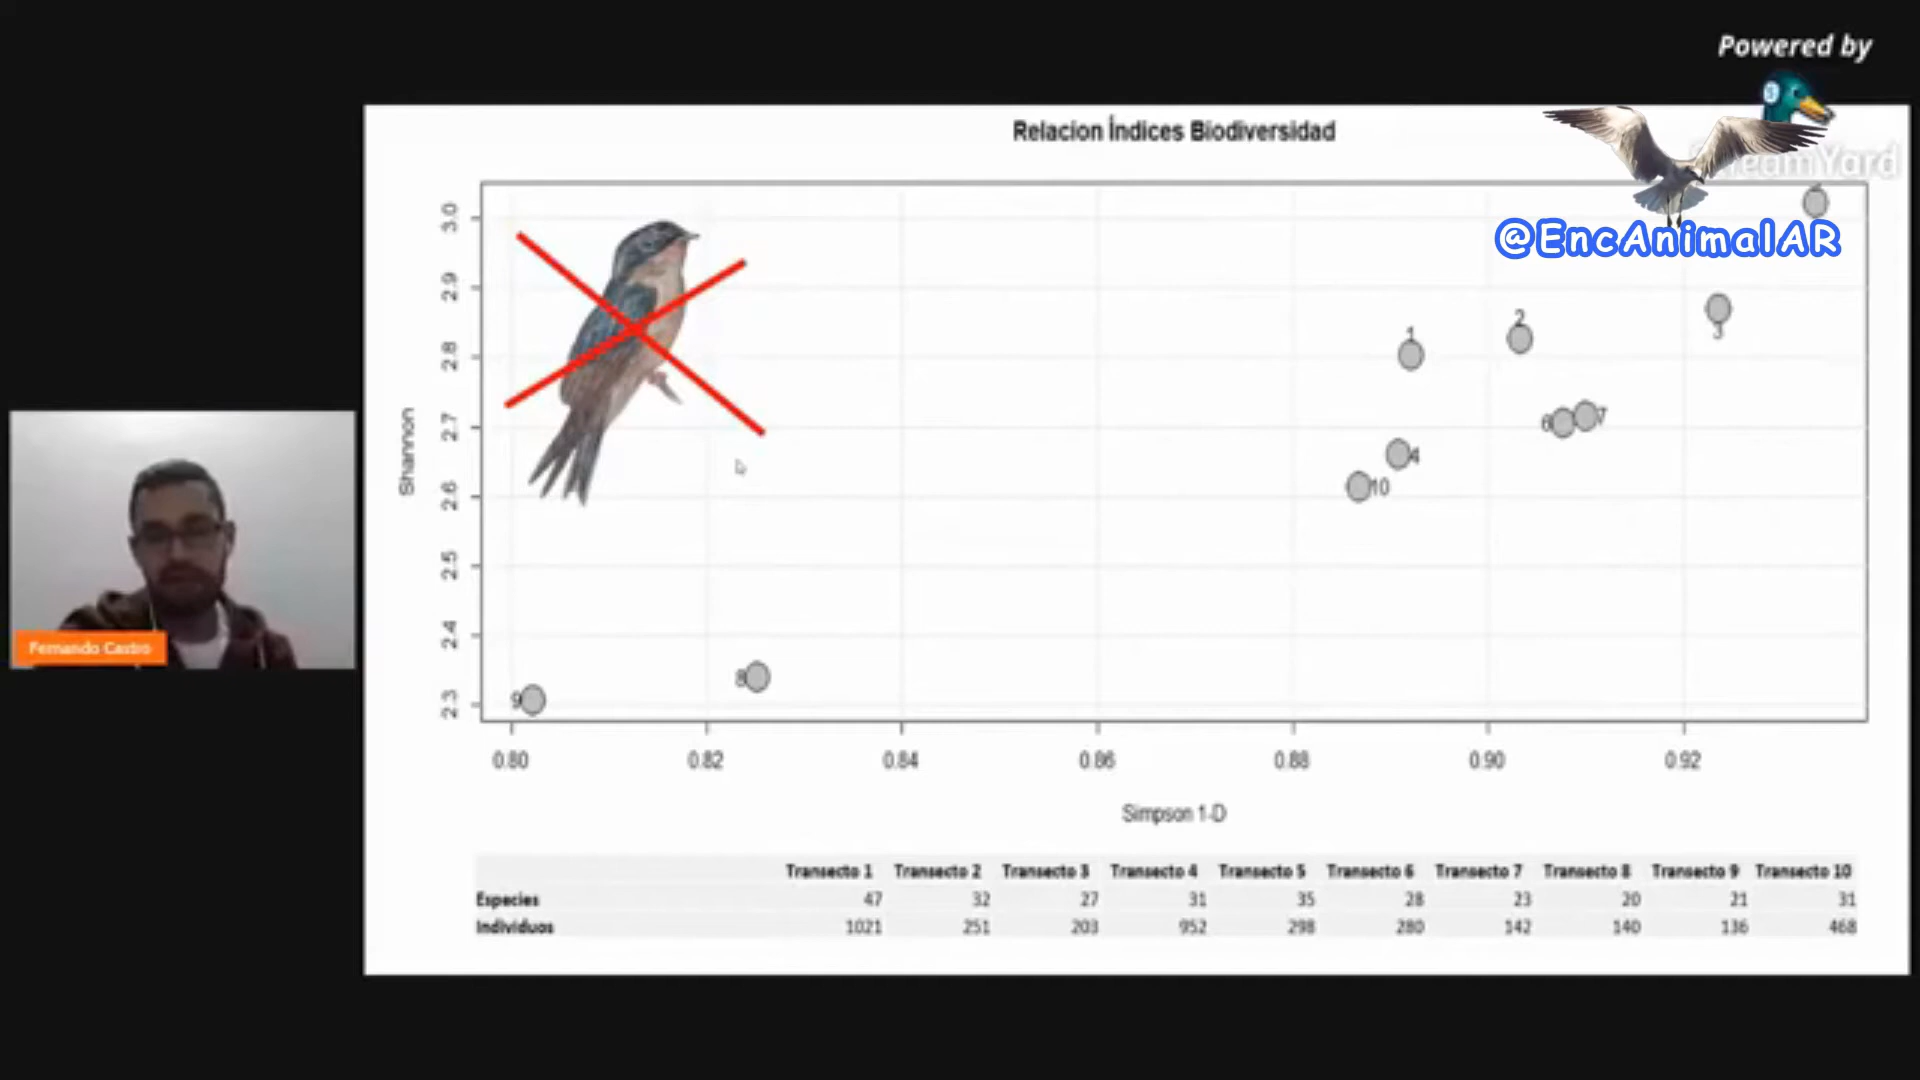 Powered by
Relacion Índices Biodiversidad
@EncAnimalAR
3.0
2.9
2.8
2.7
2.6
2.5
2.4
2.3
Shannon
1
2
3
6
7
4
10
8
9
0.80
0.82
0.84
0.86
0.88
0.90
0.92
Simpson 1-D
Fernando Castro
Transecto 1 Transecto 2 Transecto 3 Transecto 4 Transecto 5 Transecto 6 Transecto 7 Transecto 8 Transecto 9 Transecto 10
Especies 47 32 27 31 35 28 23 20 21 31
Individuos 1021 251 203 952 298 280 142 140 136 468